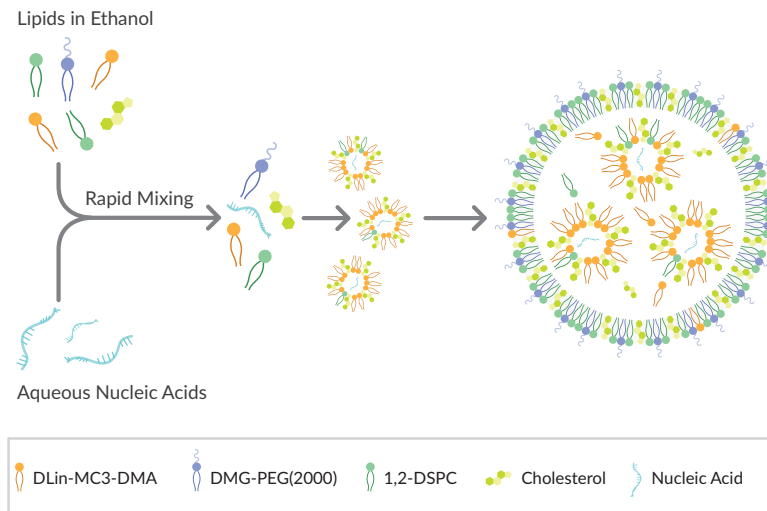 Lipids in Ethanol
Rapid Mixing
Aqueous Nucleic Acids
DLin-MC3-DMA
DMG-PEG(2000)
1,2-DSPC
Cholesterol
Nucleic Acid